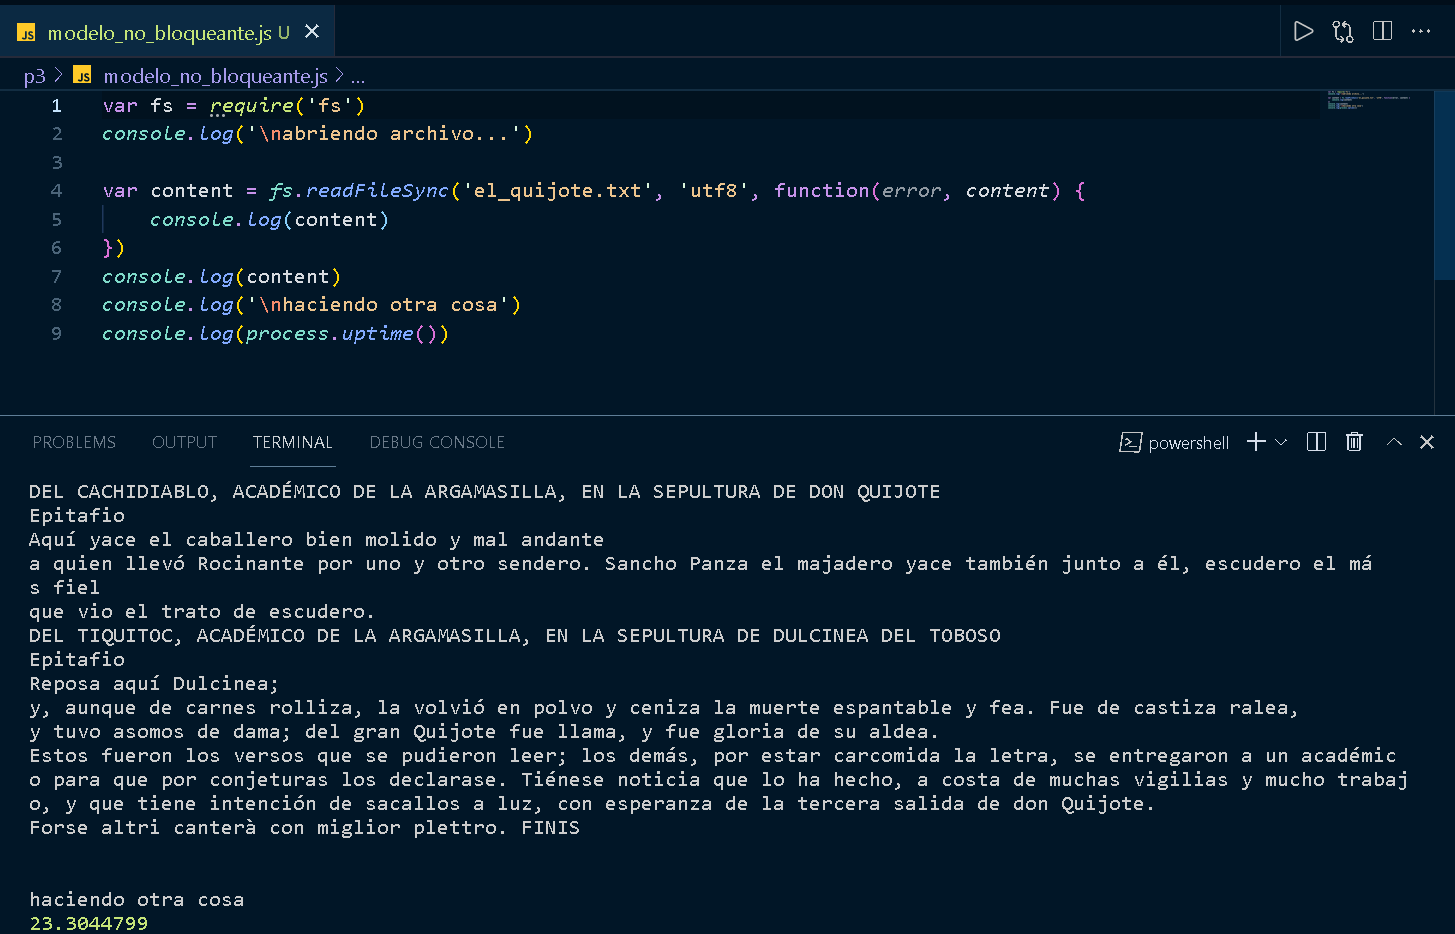 JS modelo_no_bloqueante.js U
p3 > JS modelo_no_bloqueante.js > ...
1 var fs = require('fs')
2 console.log('\nabriendo archivo...')
3
4 var content = fs.readFileSync('el_quijote.txt', 'utf8', function(error, content) {
5 console.log(content)
6 })
7 console.log(content)
8 console.log('\nhaciendo otra cosa')
9 console.log(process.uptime())
PROBLEMS OUTPUT TERMINAL DEBUG CONSOLE powershell
DEL CACHIDIABLO, ACADÉMICO DE LA ARGAMASILLA, EN LA SEPULTURA DE DON QUIJOTE
Epitafio
Aquí yace el caballero bien molido y mal andante
a quien llevó Rocinante por uno y otro sendero. Sancho Panza el majadero yace también junto a él, escudero el má
s fiel
que vio el trato de escudero.
DEL TIQUITOC, ACADÉMICO DE LA ARGAMASILLA, EN LA SEPULTURA DE DULCINEA DEL TOBOSO
Epitafio
Reposa aquí Dulcinea;
y, aunque de carnes rolliza, la volvió en polvo y ceniza la muerte espantable y fea. Fue de castiza ralea,
y tuvo asomos de dama; del gran Quijote fue llama, y fue gloria de su aldea.
Estos fueron los versos que se pudieron leer; los demás, por estar carcomida la letra, se entregaron a un académic
o para que por conjeturas los declarase. Tiénese noticia que lo ha hecho, a costa de muchas vigilias y mucho trabaj
o, y que tiene intención de sacallos a luz, con esperanza de la tercera salida de don Quijote.
Forse altri canterà con miglior plettro. FINIS
haciendo otra cosa
23.3044799